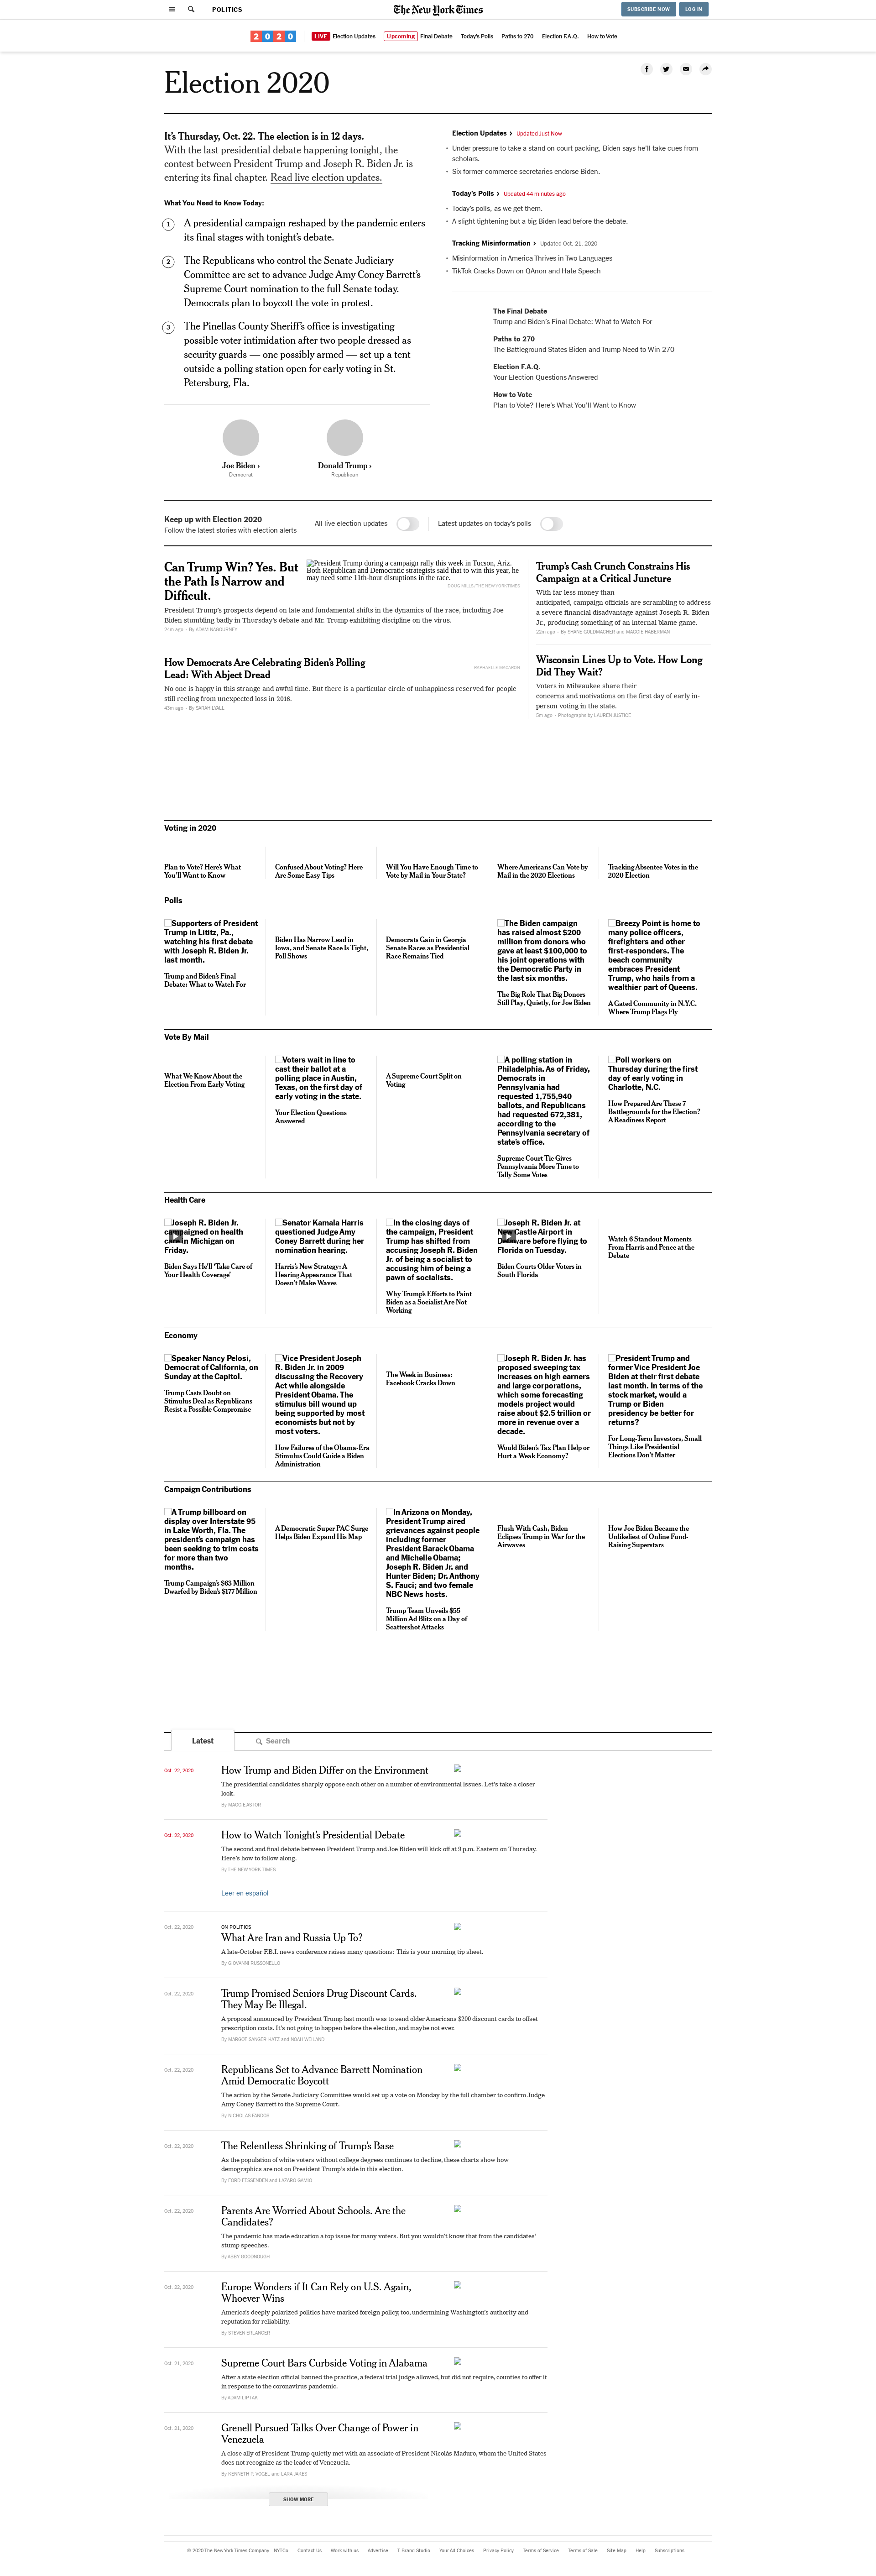 POLITICS
The New York Times
SUBSCRIBE NOW
LOG IN
2020
LIVE Election Updates
Upcoming Final Debate
Today's Polls
Paths to 270
Election F.A.Q.
How to Vote
Election 2020
It's Thursday, Oct. 22. The election is in 12 days.
With the last presidential debate happening tonight, the
contest between President Trump and Joseph R. Biden Jr. is
entering its final chapter. Read live election updates.
What You Need to Know Today:
1
A presidential campaign reshaped by the pandemic enters
its final stages with tonight's debate.
2
The Republicans who control the Senate Judiciary
Committee are set to advance Judge Amy Coney Barrett's
Supreme Court nomination to the full Senate today.
Democrats plan to boycott the vote in protest.
3
The Pinellas County Sheriff's office is investigating
possible voter intimidation after two people dressed as
security guards — one possibly armed — set up a tent
outside a polling station open for early voting in St.
Petersburg, Fla.
Joe Biden ›
Democrat
Donald Trump ›
Republican
Election Updates › Updated Just Now
• Under pressure to take a stand on court packing, Biden says he'll take cues from
scholars.
• Six former commerce secretaries endorse Biden.
Today's Polls › Updated 44 minutes ago
• Today's polls, as we get them.
• A slight tightening but a big Biden lead before the debate.
Tracking Misinformation › Updated Oct. 21, 2020
• Misinformation in America Thrives in Two Languages
• TikTok Cracks Down on QAnon and Hate Speech
The Final Debate
Trump and Biden's Final Debate: What to Watch For
Paths to 270
The Battleground States Biden and Trump Need to Win 270
Election F.A.Q.
Your Election Questions Answered
How to Vote
Plan to Vote? Here's What You'll Want to Know
Keep up with Election 2020
Follow the latest stories with election alerts
All live election updates
Latest updates on today's polls
Can Trump Win? Yes. But
the Path Is Narrow and
Difficult.
President Trump during a campaign rally this week in Tucson, Ariz.
Both Republican and Democratic strategists said that to win this year, he
may need some 11th-hour disruptions in the race.
DOUG MILLS/THE NEW YORK TIMES
President Trump's prospects depend on late and fundamental shifts in the dynamics of the race, including Joe
Biden stumbling badly in Thursday's debate and Mr. Trump exhibiting discipline on the virus.
24m ago – By ADAM NAGOURNEY
How Democrats Are Celebrating Biden's Polling
Lead: With Abject Dread
RAPHAELLE MACARON
No one is happy in this strange and awful time. But there is a particular circle of unhappiness reserved for people
still reeling from unexpected loss in 2016.
43m ago – By SARAH LYALL
Trump's Cash Crunch Constrains His
Campaign at a Critical Juncture
With far less money than
anticipated, campaign officials are scrambling to address
a severe financial disadvantage against Joseph R. Biden
Jr., producing something of an internal blame game.
22m ago – By SHANE GOLDMACHER and MAGGIE HABERMAN
Wisconsin Lines Up to Vote. How Long
Did They Wait?
Voters in Milwaukee share their
concerns and motivations on the first day of early in-
person voting in the state.
5m ago – Photographs by LAUREN JUSTICE
Voting in 2020
Plan to Vote? Here's What
You'll Want to Know
Confused About Voting? Here
Are Some Easy Tips
Will You Have Enough Time to
Vote by Mail in Your State?
Where Americans Can Vote by
Mail in the 2020 Elections
Tracking Absentee Votes in the
2020 Election
Polls
Supporters of President
Trump in Lititz, Pa.,
watching his first debate
with Joseph R. Biden Jr.
last month.
Trump and Biden's Final
Debate: What to Watch For
Biden Has Narrow Lead in
Iowa, and Senate Race Is Tight,
Poll Shows
Democrats Gain in Georgia
Senate Races as Presidential
Race Remains Tied
The Biden campaign
has raised almost $200
million from donors who
gave at least $100,000 to
his joint operations with
the Democratic Party in
the last six months.
The Big Role That Big Donors
Still Play, Quietly, for Joe Biden
Breezy Point is home to
many police officers,
firefighters and other
first-responders. The
beach community
embraces President
Trump, who hails from a
wealthier part of Queens.
A Gated Community in N.Y.C.
Where Trump Flags Fly
Vote By Mail
What We Know About the
Election From Early Voting
Voters wait in line to
cast their ballot at a
polling place in Austin,
Texas, on the first day of
early voting in the state.
Your Election Questions
Answered
A Supreme Court Split on
Voting
A polling station in
Philadelphia. As of Friday,
Democrats in
Pennsylvania had
requested 1,755,940
ballots, and Republicans
had requested 672,381,
according to the
Pennsylvania secretary of
state's office.
Supreme Court Tie Gives
Pennsylvania More Time to
Tally Some Votes
Poll workers on
Thursday during the first
day of early voting in
Charlotte, N.C.
How Prepared Are These 7
Battlegrounds for the Election?
A Readiness Report
Health Care
Joseph R. Biden Jr.
campaigned on health
in Michigan on
Friday.
Biden Says He'll 'Take Care of
Your Health Coverage'
Senator Kamala Harris
questioned Judge Amy
Coney Barrett during her
nomination hearing.
Harris's New Strategy: A
Hearing Appearance That
Doesn't Make Waves
In the closing days of
the campaign, President
Trump has shifted from
accusing Joseph R. Biden
Jr. of being a socialist to
accusing him of being a
pawn of socialists.
Why Trump's Efforts to Paint
Biden as a Socialist Are Not
Working
Joseph R. Biden Jr. at
New Castle Airport in
Delaware before flying to
Florida on Tuesday.
Biden Courts Older Voters in
South Florida
Watch 6 Standout Moments
From Harris and Pence at the
Debate
Economy
Speaker Nancy Pelosi,
Democrat of California, on
Sunday at the Capitol.
Trump Casts Doubt on
Stimulus Deal as Republicans
Resist a Possible Compromise
Vice President Joseph
R. Biden Jr. in 2009
discussing the Recovery
Act while alongside
President Obama. The
stimulus bill wound up
being supported by most
economists but not by
most voters.
How Failures of the Obama-Era
Stimulus Could Guide a Biden
Administration
The Week in Business:
Facebook Cracks Down
Joseph R. Biden Jr. has
proposed sweeping tax
increases on high earners
and large corporations,
which some forecasting
models project would
raise about $2.5 trillion or
more in revenue over a
decade.
Would Biden's Tax Plan Help or
Hurt a Weak Economy?
President Trump and
former Vice President Joe
Biden at their first debate
last month. In terms of the
stock market, would a
Trump or Biden
presidency be better for
returns?
For Long-Term Investors, Small
Things Like Presidential
Elections Don't Matter
Campaign Contributions
A Trump billboard on
display over Interstate 95
in Lake Worth, Fla. The
president's campaign has
been seeking to trim costs
for more than two
months.
Trump Campaign's $63 Million
Dwarfed by Biden's $177 Million
A Democratic Super PAC Surge
Helps Biden Expand His Map
In Arizona on Monday,
President Trump aired
grievances against people
including former
President Barack Obama
and Michelle Obama;
Joseph R. Biden Jr. and
Hunter Biden; Dr. Anthony
S. Fauci; and two female
NBC News hosts.
Trump Team Unveils $55
Million Ad Blitz on a Day of
Scattershot Attacks
Flush With Cash, Biden
Eclipses Trump in War for the
Airwaves
How Joe Biden Became the
Unlikeliest of Online Fund-
Raising Superstars
Latest
Search
Oct. 22, 2020
How Trump and Biden Differ on the Environment
The presidential candidates sharply oppose each other on a number of environmental issues. Let's take a closer
look.
By MAGGIE ASTOR
Oct. 22, 2020
How to Watch Tonight's Presidential Debate
The second and final debate between President Trump and Joe Biden will kick off at 9 p.m. Eastern on Thursday.
Here's how to follow along.
By THE NEW YORK TIMES
Leer en español
Oct. 22, 2020
ON POLITICS
What Are Iran and Russia Up To?
A late-October F.B.I. news conference raises many questions: This is your morning tip sheet.
By GIOVANNI RUSSONELLO
Oct. 22, 2020
Trump Promised Seniors Drug Discount Cards.
They May Be Illegal.
A proposal announced by President Trump last month was to send older Americans $200 discount cards to offset
prescription costs. It's not going to happen before the election, and maybe not ever.
By MARGOT SANGER-KATZ and NOAH WEILAND
Oct. 22, 2020
Republicans Set to Advance Barrett Nomination
Amid Democratic Boycott
The action by the Senate Judiciary Committee would set up a vote on Monday by the full chamber to confirm Judge
Amy Coney Barrett to the Supreme Court.
By NICHOLAS FANDOS
Oct. 22, 2020
The Relentless Shrinking of Trump's Base
As the population of white voters without college degrees continues to decline, these charts show how
demographics are not on President Trump's side in this election.
By FORD FESSENDEN and LAZARO GAMIO
Oct. 22, 2020
Parents Are Worried About Schools. Are the
Candidates?
The pandemic has made education a top issue for many voters. But you wouldn't know that from the candidates'
stump speeches.
By ABBY GOODNOUGH
Oct. 22, 2020
Europe Wonders if It Can Rely on U.S. Again,
Whoever Wins
America's deeply polarized politics have marked foreign policy, too, undermining Washington's authority and
reputation for reliability.
By STEVEN ERLANGER
Oct. 21, 2020
Supreme Court Bars Curbside Voting in Alabama
After a state election official banned the practice, a federal trial judge allowed, but did not require, counties to offer it
in response to the coronavirus pandemic.
By ADAM LIPTAK
Oct. 21, 2020
Grenell Pursued Talks Over Change of Power in
Venezuela
A close ally of President Trump quietly met with an associate of President Nicolás Maduro, whom the United States
does not recognize as the leader of Venezuela.
By KENNETH P. VOGEL and LARA JAKES
SHOW MORE
© 2020 The New York Times Company
NYTCo
Contact Us
Work with us
Advertise
T Brand Studio
Your Ad Choices
Privacy Policy
Terms of Service
Terms of Sale
Site Map
Help
Subscriptions